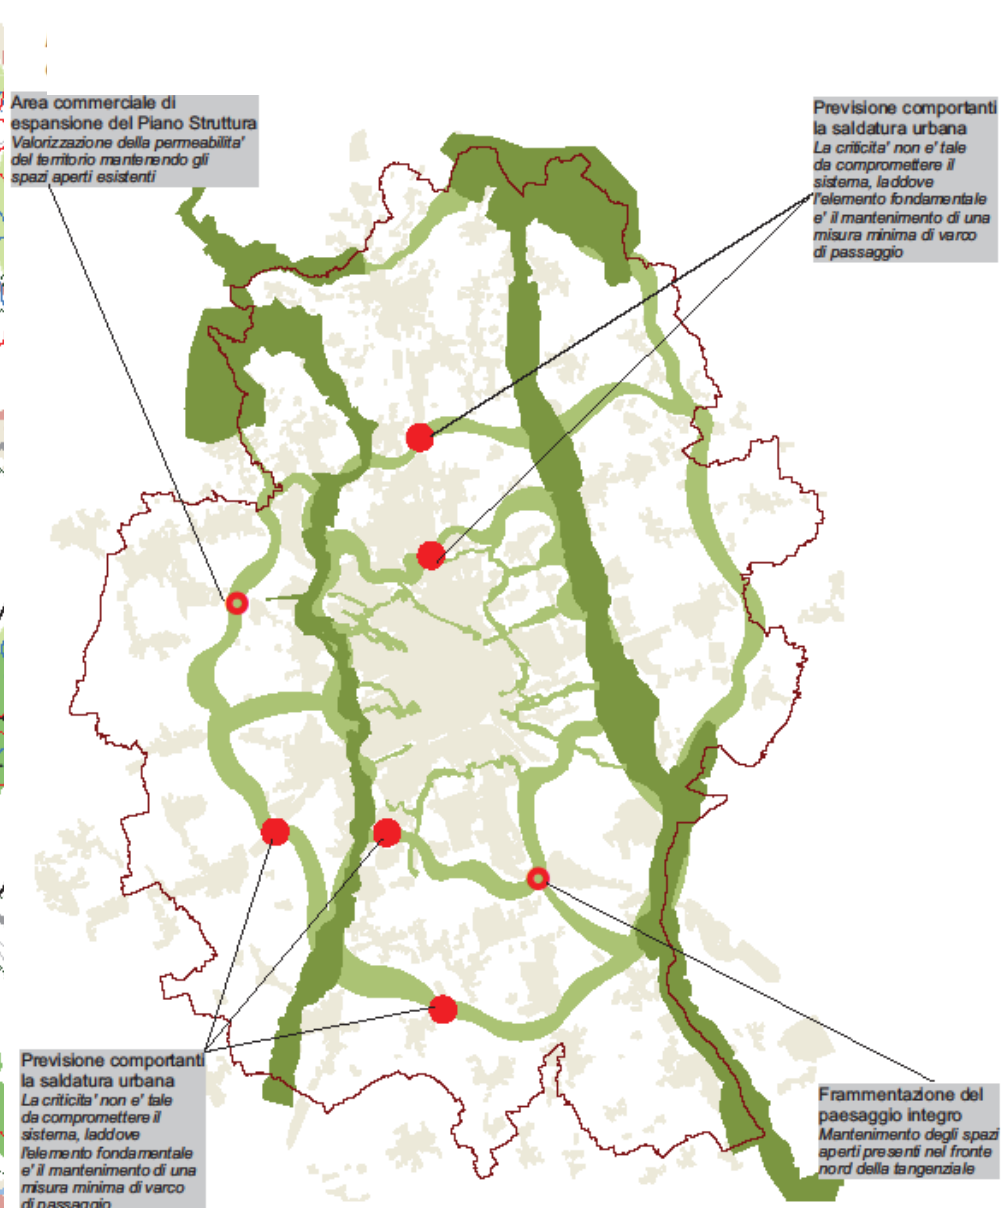 Area commerciale di
espansione del Piano Struttura
Valorizzazione della permeabilita'
del territorio mantenendo gli
spazi aperti esistenti
Previsione comportanti
la saldatura urbana
La criticita' non e' tale
da compromettere il
sistema, laddove
l'elemento fondamentale
e' il mantenimento di una
misura minima di varco
di passaggio
Previsione comportanti
la saldatura urbana
La criticita' non e' tale
da compromettere il
sistema, laddove
l'elemento fondamentale
e' il mantenimento di una
misura minima di varco
di passaggio
Frammentazione del
paesaggio integro
Mantenimento degli spazi
aperti presenti nel fronte
nord della tangenziale